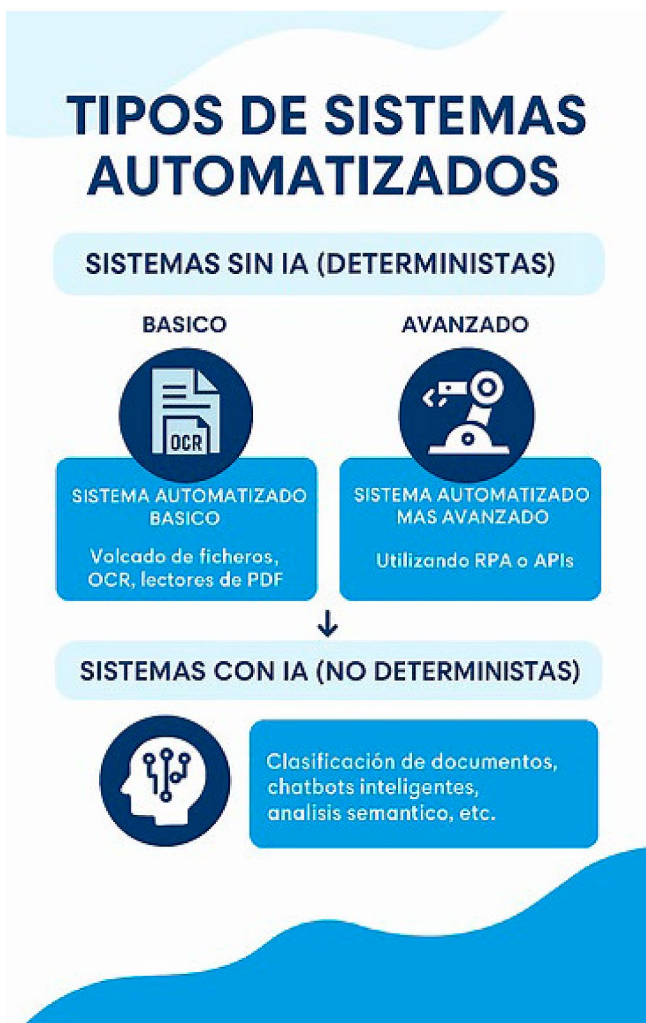 TIPOS DE SISTEMAS
AUTOMATIZADOS
SISTEMAS SIN IA (DETERMINISTAS)
BASICO
OCR
SISTEMA AUTOMATIZADO
BASICO
Volcado de ficheros,
OCR, lectores de PDF
AVANZADO
SISTEMA AUTOMATIZADO
MAS AVANZADO
Utilizando RPA o APIs
SISTEMAS CON IA (NO DETERMINISTAS)
Clasificación de documentos,
chatbots inteligentes,
analisis semantico, etc.